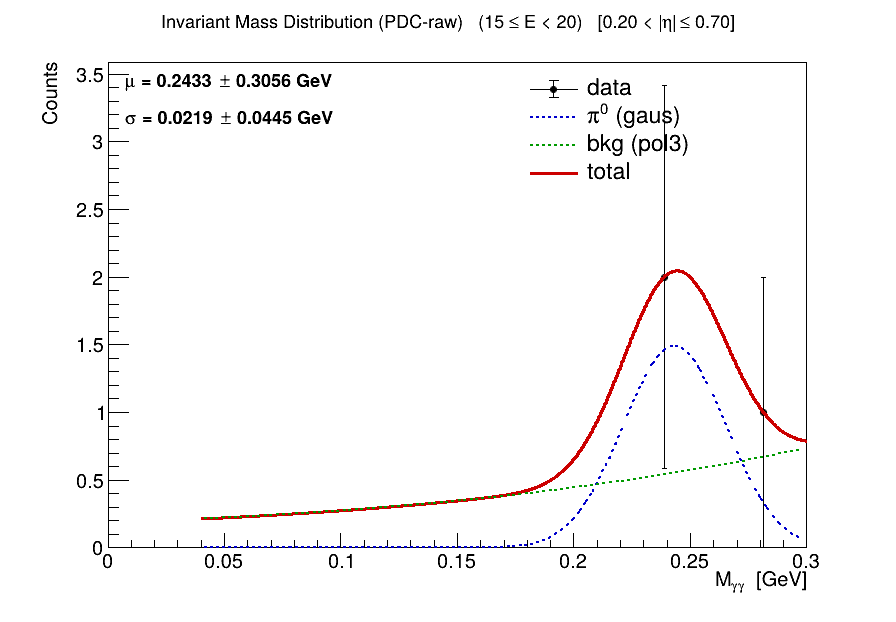 Invariant Mass Distribution (PDC-raw) (15 ≤ E < 20) [0.20 < |η| ≤ 0.70]
Counts
μ = 0.2433 ± 0.3056 GeV
σ = 0.0219 ± 0.0445 GeV
data
π⁰ (gaus)
bkg (pol3)
total
3.5
3
2.5
2
1.5
1
0.5
0
0 0.05 0.1 0.15 0.2 0.25 0.3
M_γγ [GeV]